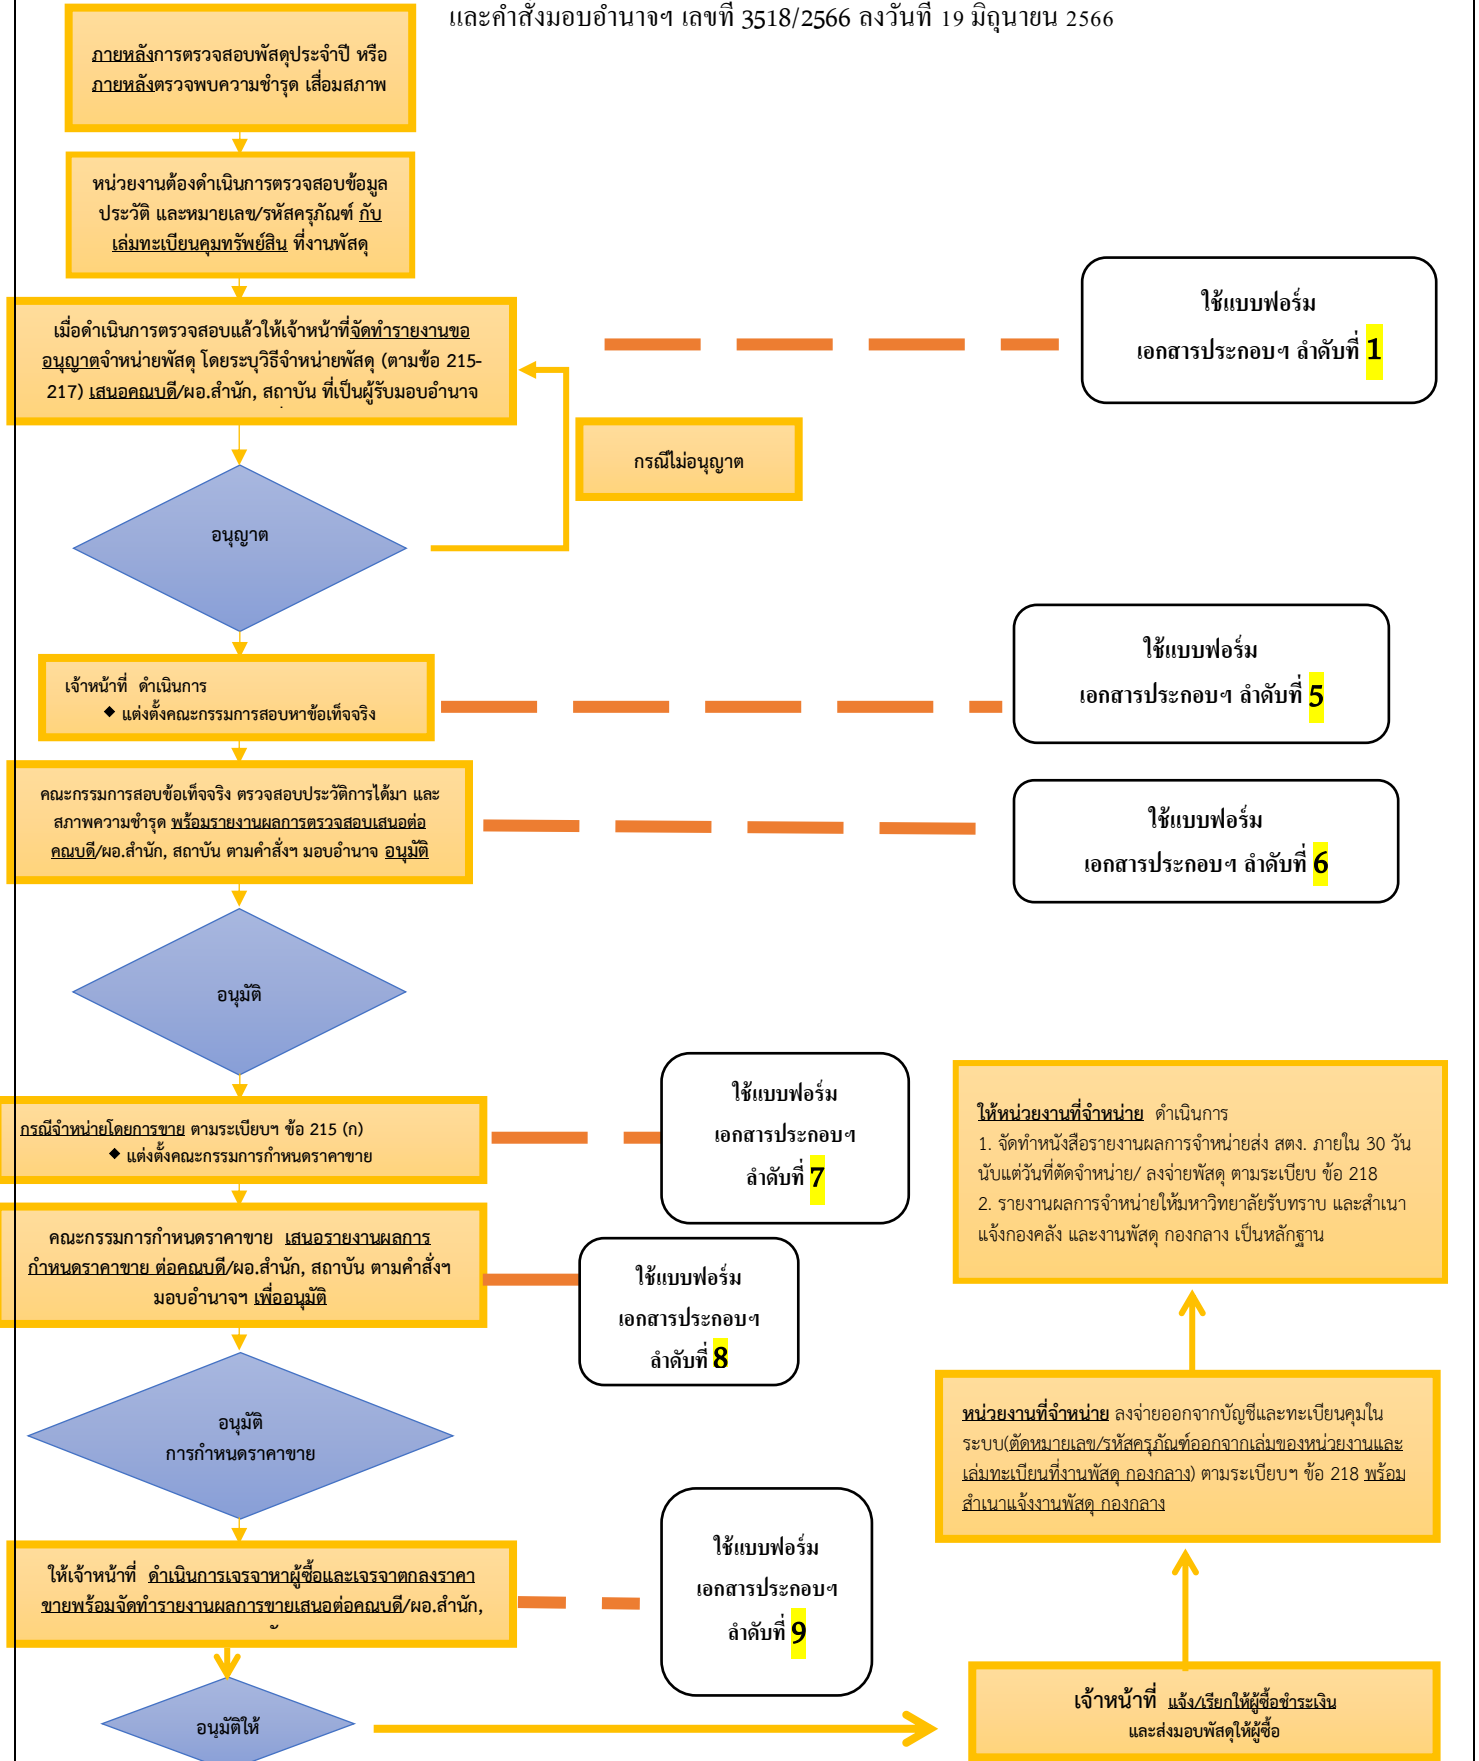 และคำสั่งมอบอำนาจฯ เลขที่ 3518/2566 ลงวันที่ 19 มิถุนายน 2566
ภายหลังการตรวจสอบพัสดุประจำปี หรือ
ภายหลังตรวจพบความชำรุด เสื่อมสภาพ
หน่วยงานต้องดำเนินการตรวจสอบข้อมูล
ประวัติ และหมายเลข/รหัสครุภัณฑ์ กับ
เล่มทะเบียนคุมทรัพย์สิน ที่งานพัสดุ
เมื่อดำเนินการตรวจสอบแล้วให้เจ้าหน้าที่จัดทำรายงานขอ
อนุญาตจำหน่ายพัสดุ โดยระบุวิธีจำหน่ายพัสดุ (ตามข้อ 215-
217) เสนอคณบดี/ผอ.สำนัก, สถาบัน ที่เป็นผู้รับมอบอำนาจ
ใช้แบบฟอร์ม
เอกสารประกอบฯ ลำดับที่ 1
กรณีไม่อนุญาต
อนุญาต
เจ้าหน้าที่ ดำเนินการ
◆ แต่งตั้งคณะกรรมการสอบหาข้อเท็จจริง
ใช้แบบฟอร์ม
เอกสารประกอบฯ ลำดับที่ 5
คณะกรรมการสอบข้อเท็จจริง ตรวจสอบประวัติการได้มา และ
สภาพความชำรุด พร้อมรายงานผลการตรวจสอบเสนอต่อ
คณบดี/ผอ.สำนัก, สถาบัน ตามคำสั่งฯ มอบอำนาจ อนุมัติ
ใช้แบบฟอร์ม
เอกสารประกอบฯ ลำดับที่ 6
อนุมัติ
กรณีจำหน่ายโดยการขาย ตามระเบียบฯ ข้อ 215 (ก)
◆ แต่งตั้งคณะกรรมการกำหนดราคาขาย
ใช้แบบฟอร์ม
เอกสารประกอบฯ
ลำดับที่ 7
คณะกรรมการกำหนดราคาขาย เสนอรายงานผลการ
กำหนดราคาขาย ต่อคณบดี/ผอ.สำนัก, สถาบัน ตามคำสั่งฯ
มอบอำนาจฯ เพื่ออนุมัติ
ใช้แบบฟอร์ม
เอกสารประกอบฯ
ลำดับที่ 8
อนุมัติ
การกำหนดราคาขาย
ให้เจ้าหน้าที่ ดำเนินการเจรจาหาผู้ซื้อและเจรจาตกลงราคา
ขายพร้อมจัดทำรายงานผลการขายเสนอต่อคณบดี/ผอ.สำนัก,
ใช้แบบฟอร์ม
เอกสารประกอบฯ
ลำดับที่ 9
อนุมัติให้
เจ้าหน้าที่ แจ้ง/เรียกให้ผู้ซื้อชำระเงิน
และส่งมอบพัสดุให้ผู้ซื้อ
หน่วยงานที่จำหน่าย ลงจ่ายออกจากบัญชีและทะเบียนคุมใน
ระบบ(ตัดหมายเลข/รหัสครุภัณฑ์ออกจากเล่มของหน่วยงานและ
เล่มทะเบียนที่งานพัสดุ กองกลาง) ตามระเบียบฯ ข้อ 218 พร้อม
สำเนาแจ้งงานพัสดุ กองกลาง
ให้หน่วยงานที่จำหน่าย ดำเนินการ
1. จัดทำหนังสือรายงานผลการจำหน่ายส่ง สตง. ภายใน 30 วัน
นับแต่วันที่ตัดจำหน่าย/ ลงจ่ายพัสดุ ตามระเบียบ ข้อ 218
2. รายงานผลการจำหน่ายให้มหาวิทยาลัยรับทราบ และสำเนา
แจ้งกองคลัง และงานพัสดุ กองกลาง เป็นหลักฐาน